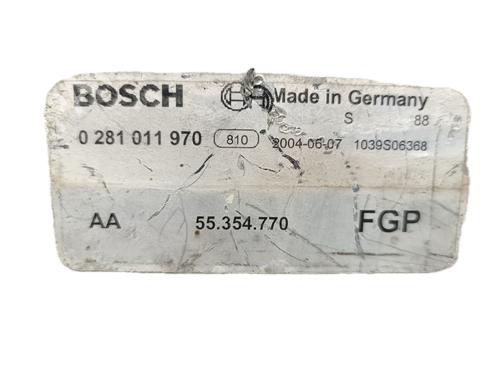 BOSCH Made in Germany
S 88
0 281 011 970 810 2004-06-07 1039S06368
AA 55.354.770 FGP